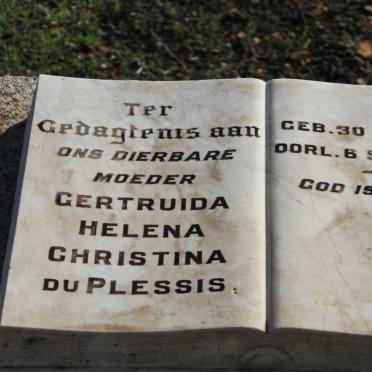 Ter
Gedagtenis aan
ONS DIERBARE
MOEDER
GERTRUIDA
HELENA
CHRISTINA
DU PLESSIS.
GEB. 30
OORL. 6 S
GOD IS